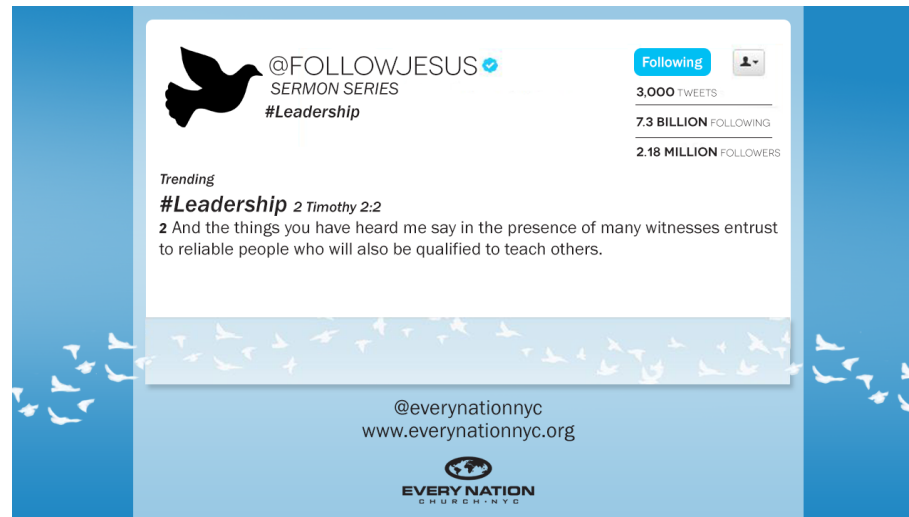 @FOLLOWJESUS
SERMON SERIES
#Leadership
Following
3,000 TWEETS
7.3 BILLION FOLLOWING
2.18 MILLION FOLLOWERS
Trending
#Leadership 2 Timothy 2:2
2 And the things you have heard me say in the presence of many witnesses entrust
to reliable people who will also be qualified to teach others.
@everynationnyc
www.everynationnyc.org
EVERY NATION
CHURCH·NYC